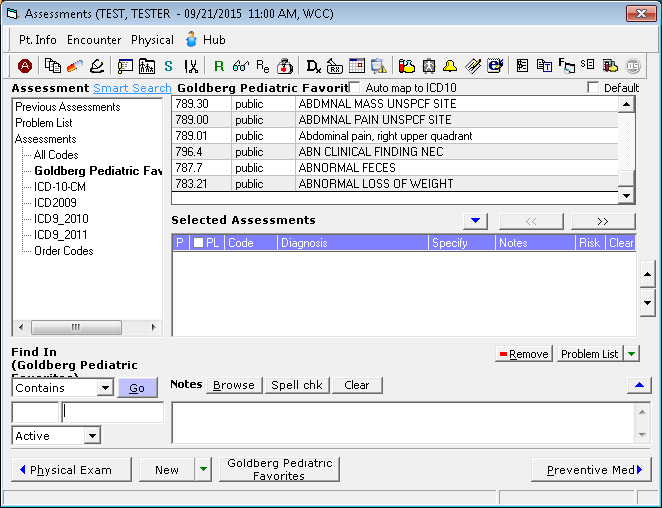 Assessments (TEST, TESTER - 09/21/2015 11:00 AM, WCC)
Pt. Info Encounter Physical Hub
A S I R Re Dx Rx SE DS
Assessment Smart Search Goldberg Pediatric Favorit Auto map to ICD10 Default
Previous Assessments
Problem List
Assessments
All Codes
Goldberg Pediatric Fav
ICD-10-CM
ICD2009
ICD9_2010
ICD9_2011
Order Codes
789.30 public ABDMNAL MASS UNSPCF SITE
789.00 public ABDMNAL PAIN UNSPCF SITE
789.01 public Abdominal pain, right upper quadrant
796.4 public ABN CLINICAL FINDING NEC
787.7 public ABNORMAL FECES
783.21 public ABNORMAL LOSS OF WEIGHT
Selected Assessments << >>
P PL Code Diagnosis Specify Notes Risk Clear
Remove Problem List
Find In
(Goldberg Pediatric
Favorites)
Contains Go
Active
Notes Browse Spell chk Clear
Physical Exam New Goldberg Pediatric
Favorites Preventive Med